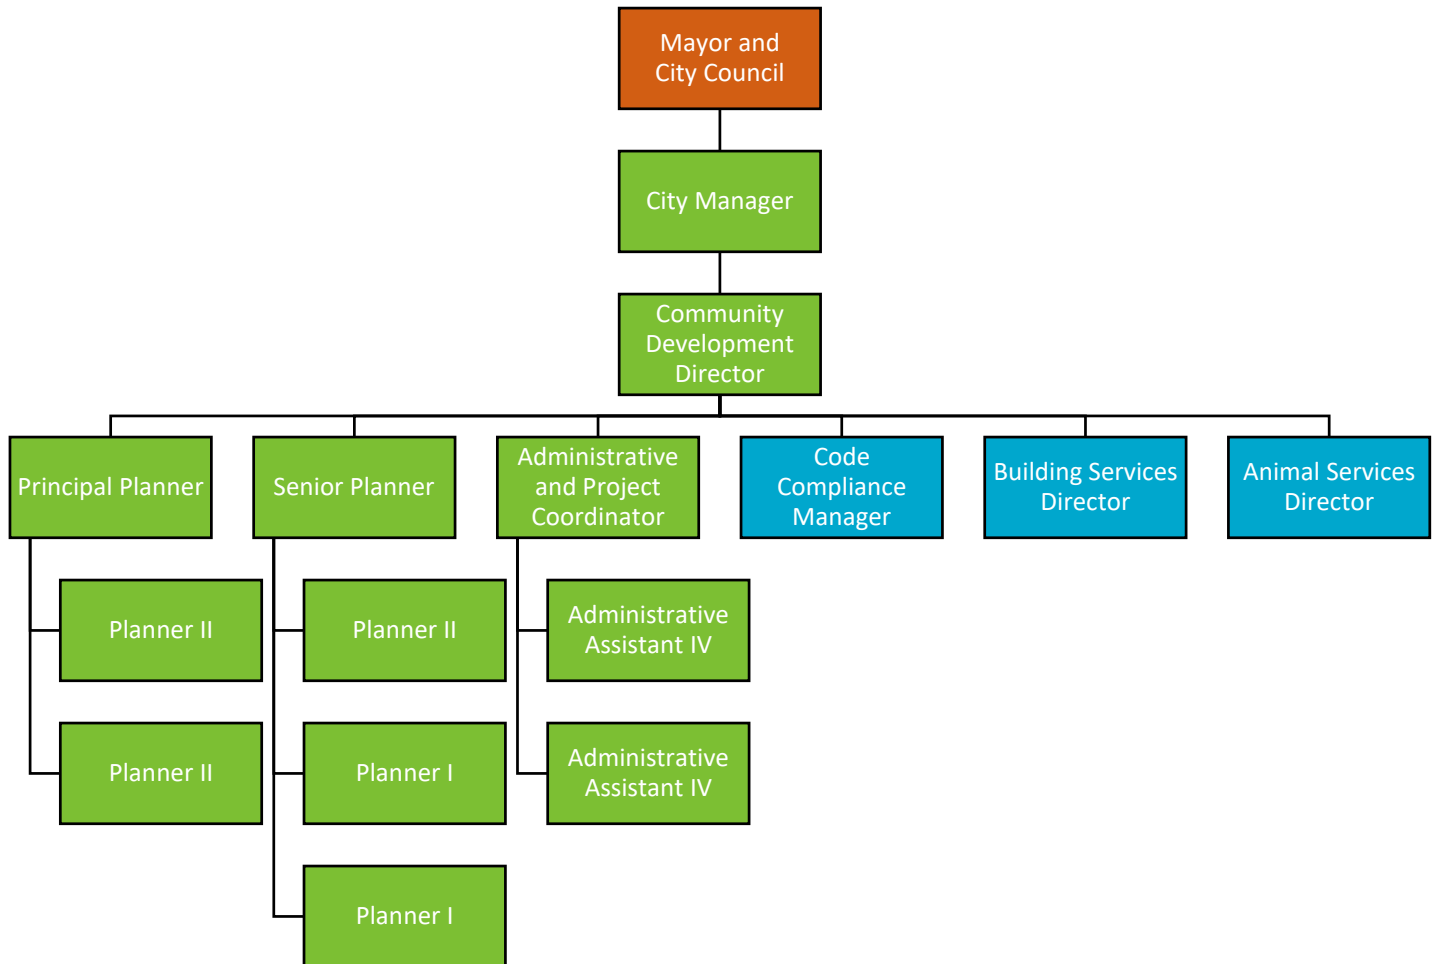 Mayor and
City Council
City Manager
Community
Development
Director
Principal Planner
Senior Planner
Administrative
and Project
Coordinator
Code
Compliance
Manager
Building Services
Director
Animal Services
Director
Planner II
Planner II
Administrative
Assistant IV
Planner II
Planner I
Administrative
Assistant IV
Planner I